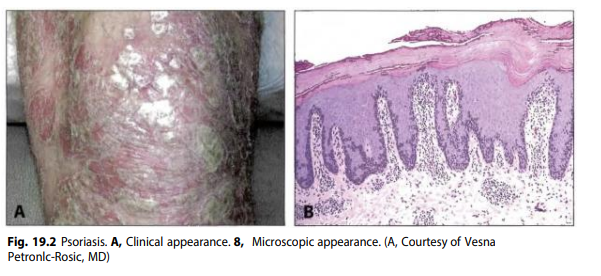 A
B
Fig. 19.2 Psoriasis. A, Clinical appearance. 8, Microscopic appearance. (A, Courtesy of Vesna
Petronlc-Rosic, MD)